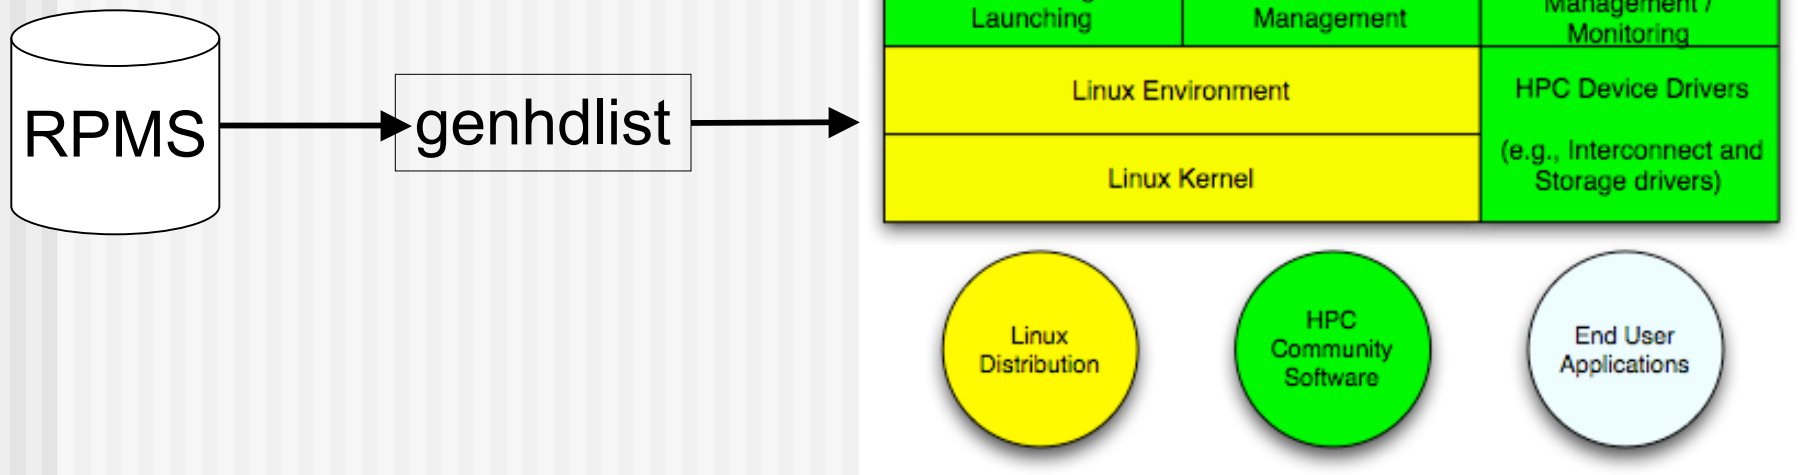 RPMS
genhdlist
Launching
Management
Management /
Monitoring
Linux Environment
HPC Device Drivers
(e.g., Interconnect and
Storage drivers)
Linux Kernel
Linux
Distribution
HPC
Community
Software
End User
Applications